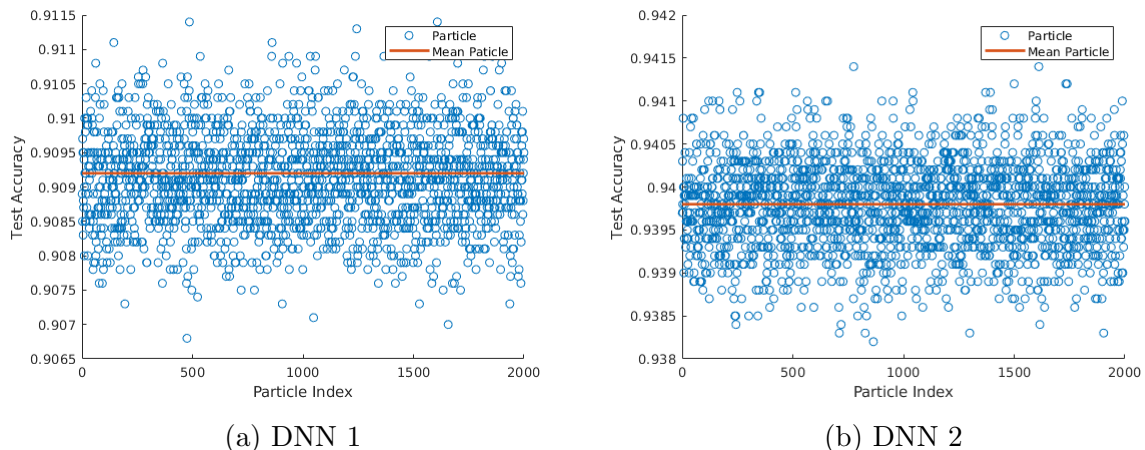 0.9115
0.911
0.9105
0.91
0.9095
0.909
0.9085
0.908
0.9075
0.907
0.9065
Test Accuracy
Particle
Mean Paticle
0 500 1000 1500 2000
Particle Index
(a) DNN 1
0.942
0.9415
0.941
0.9405
0.94
0.9395
0.939
0.9385
0.938
Test Accuracy
Particle
Mean Particle
0 500 1000 1500 2000
Particle Index
(b) DNN 2